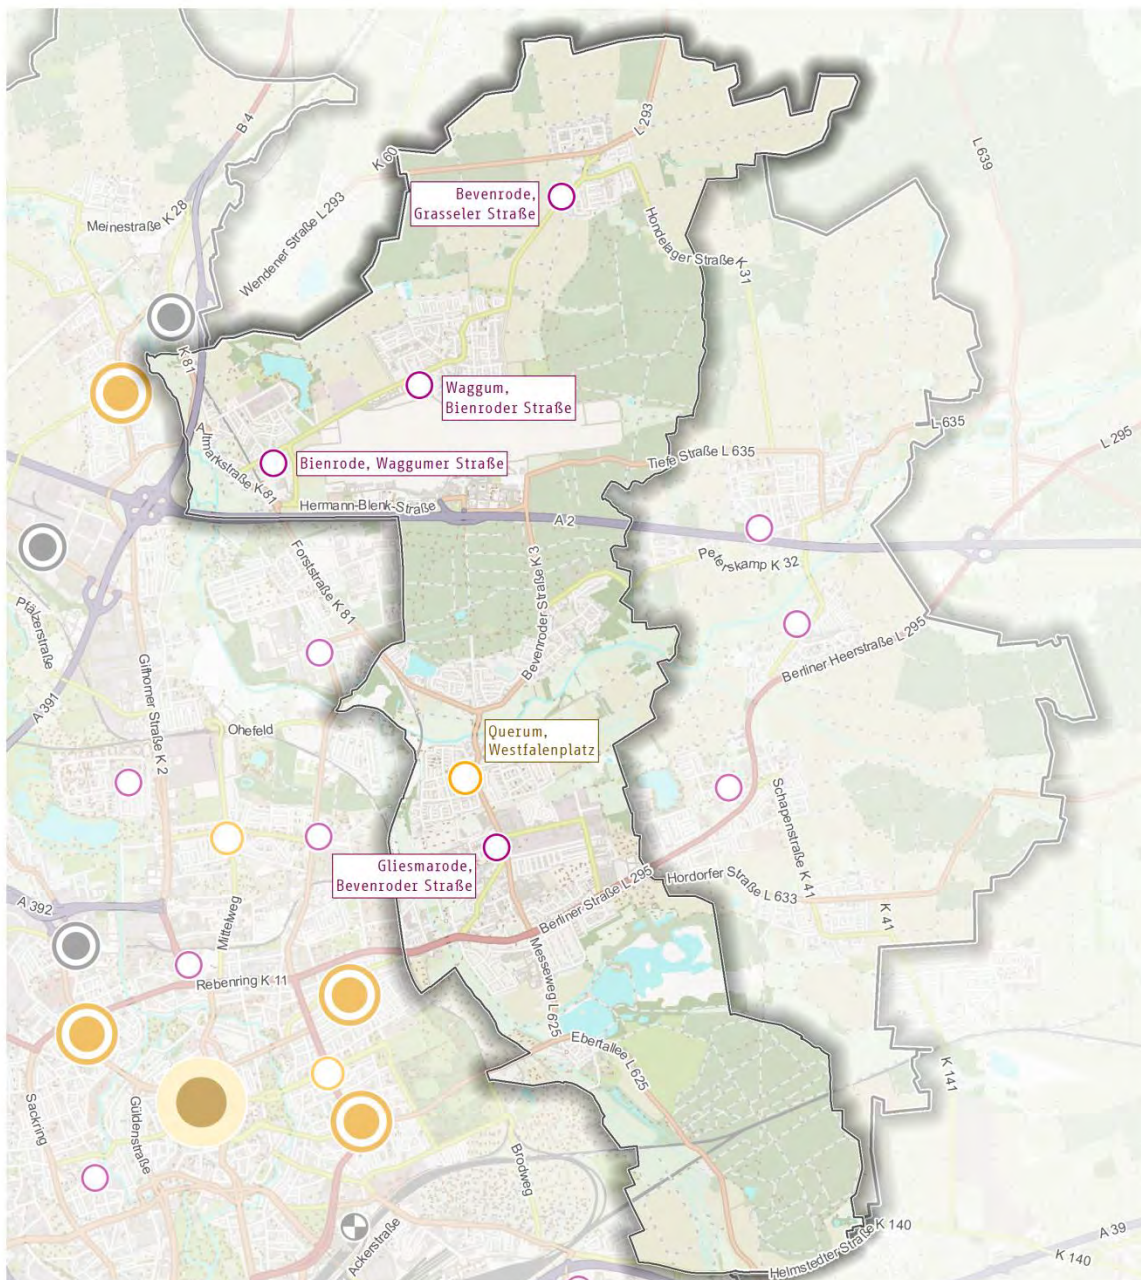 B 4
L 293
K 60
L 639
Bevenrode,
Grasseler Straße
Meinestraße K 28
Wendener Straße L 293
Hondelager Straße K 31
K 81
Waggum,
Bienroder Straße
L 635
L 295
Altmarkstraße K 81
Bienrode, Waggumer Straße
Tiefe Straße L 635
Hermann-Blenk-Straße
A 2
Peterskamp K 32
Forststraße K 81
Bevenroder Straße K 3
Pfälzerstraße
Berliner Heerstraße L 295
A 391
Gifhorner Straße K 2
Ohefeld
Querum,
Westfalenplatz
Schapenstraße K 41
Gliesmarode,
Bevenroder Straße
Hordorfer Straße L 633
Berliner Straße L 295
A 392
Mittelweg
K 41
Messeweg L 625
Rebenring K 11
Ebertallee L 625
K 141
Sackring
Güldenstraße
Brodweg
Ackerstraße
K 140
Helmstedter Straße
A 39
K 140